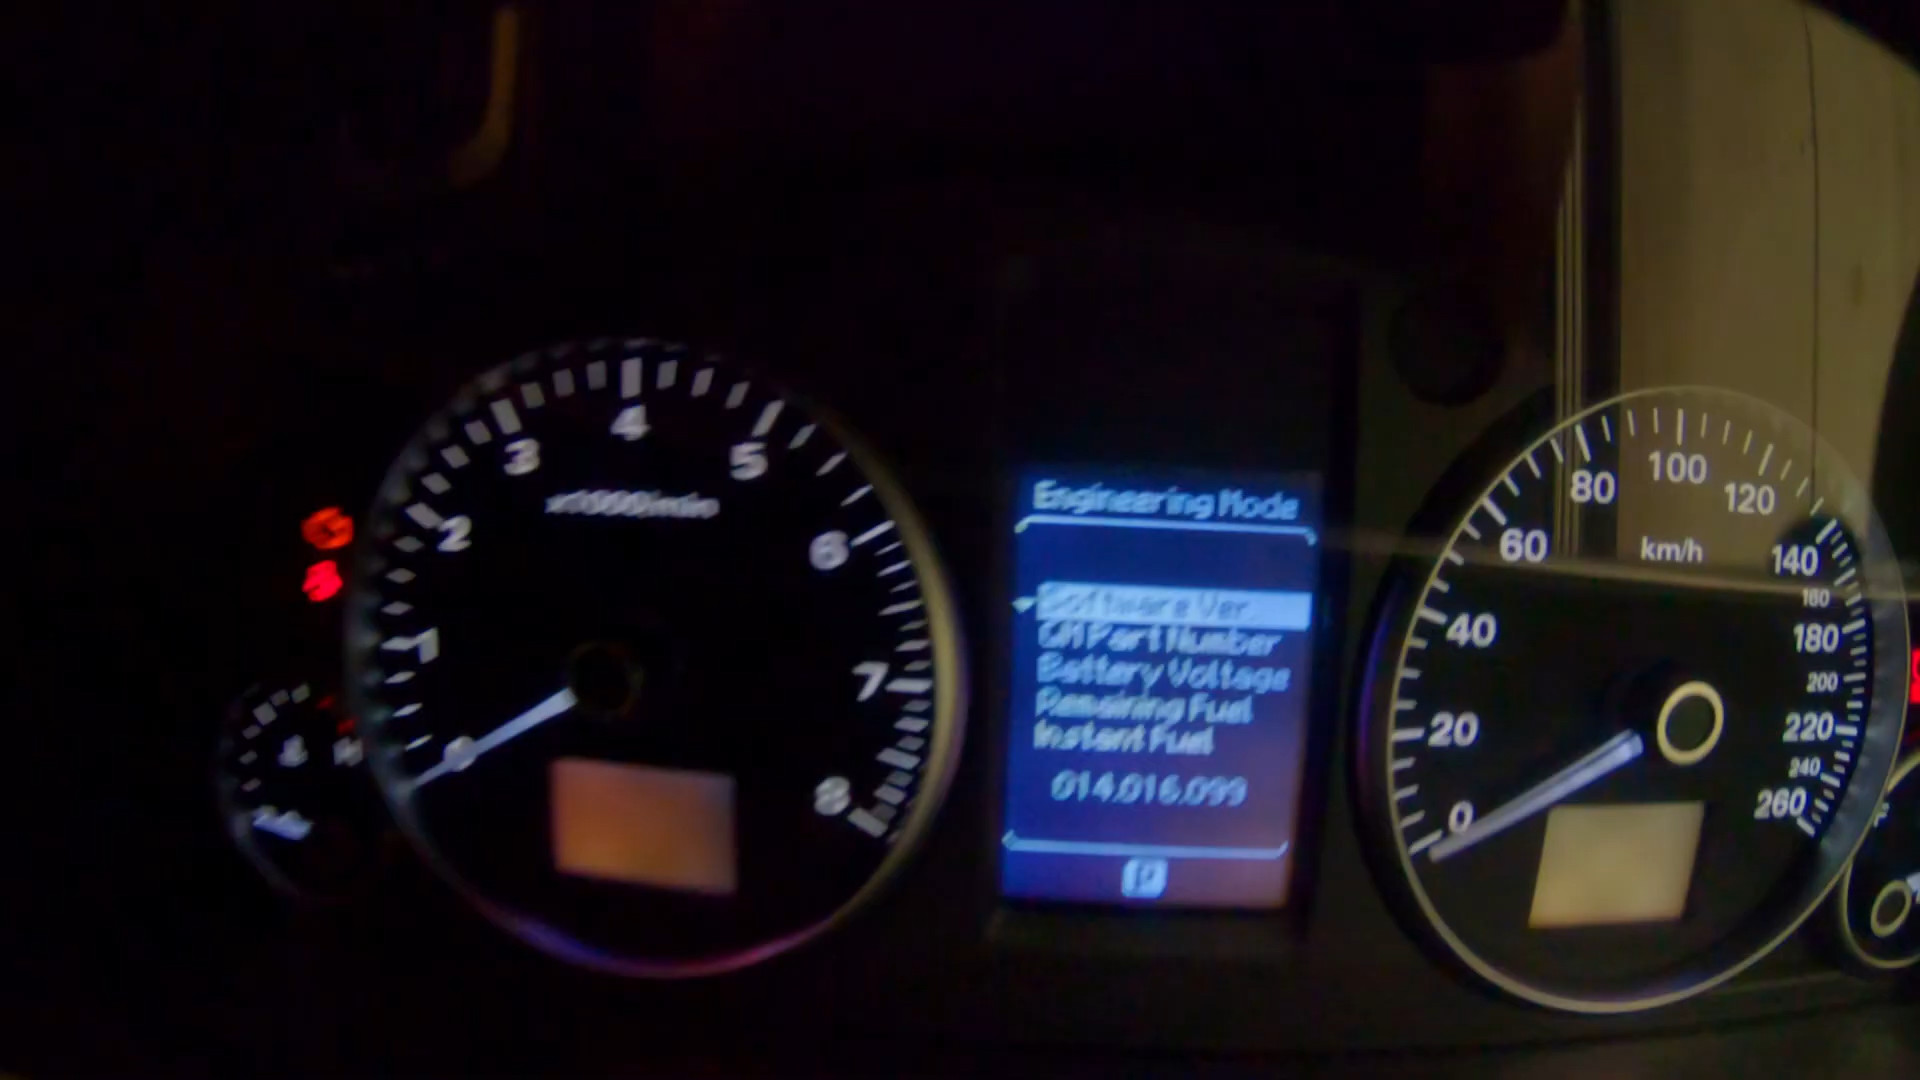 4
3
5
2
x1000/min
6
1
7
0
8
Engineering Mode
Software Ver.
GM Part Number
Battery Voltage
Remaining Fuel
Instant Fuel
014.016.099
P
100
80
120
60
km/h
140
160
40
180
200
20
220
240
0
260